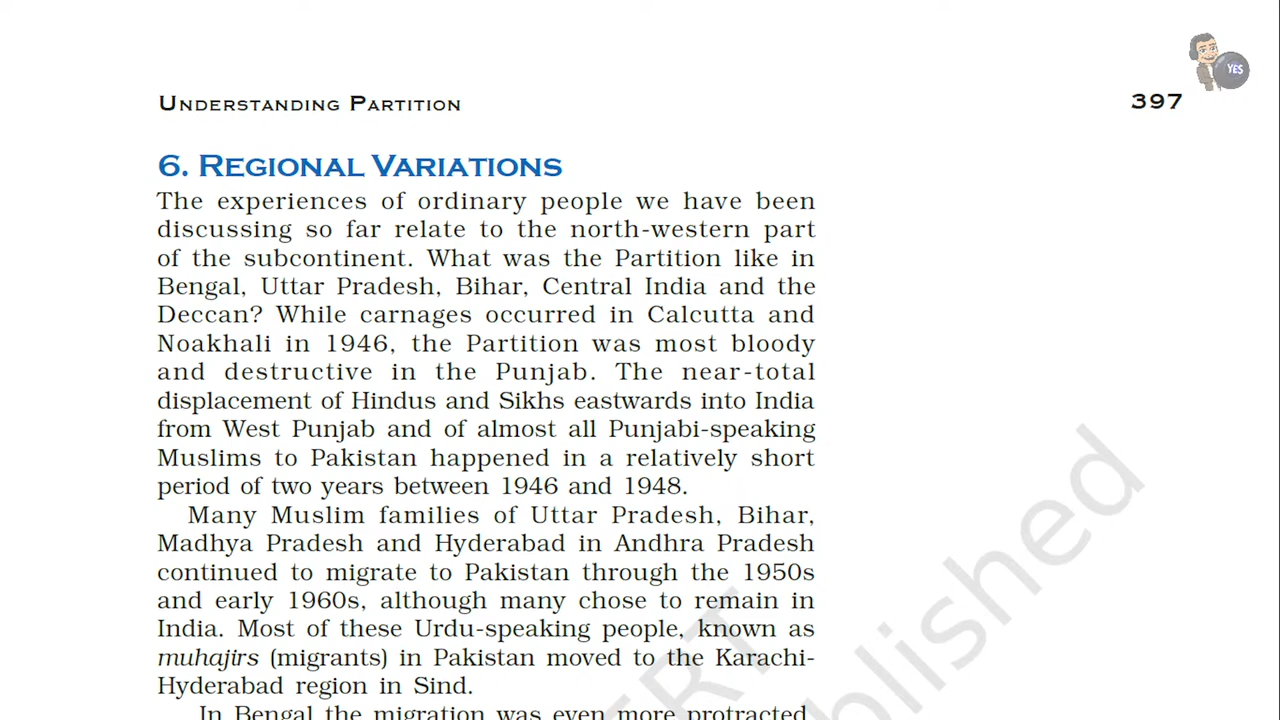 UNDERSTANDING PARTITION
397
YES
6. REGIONAL VARIATIONS
The experiences of ordinary people we have been
discussing so far relate to the north-western part
of the subcontinent. What was the Partition like in
Bengal, Uttar Pradesh, Bihar, Central India and the
Deccan? While carnages occurred in Calcutta and
Noakhali in 1946, the Partition was most bloody
and destructive in the Punjab. The near-total
displacement of Hindus and Sikhs eastwards into India
from West Punjab and of almost all Punjabi-speaking
Muslims to Pakistan happened in a relatively short
period of two years between 1946 and 1948.
Many Muslim families of Uttar Pradesh, Bihar,
Madhya Pradesh and Hyderabad in Andhra Pradesh
continued to migrate to Pakistan through the 1950s
and early 1960s, although many chose to remain in
India. Most of these Urdu-speaking people, known as
muhajirs (migrants) in Pakistan moved to the Karachi-
Hyderabad region in Sind.
In Bengal the migration was even more protracted,